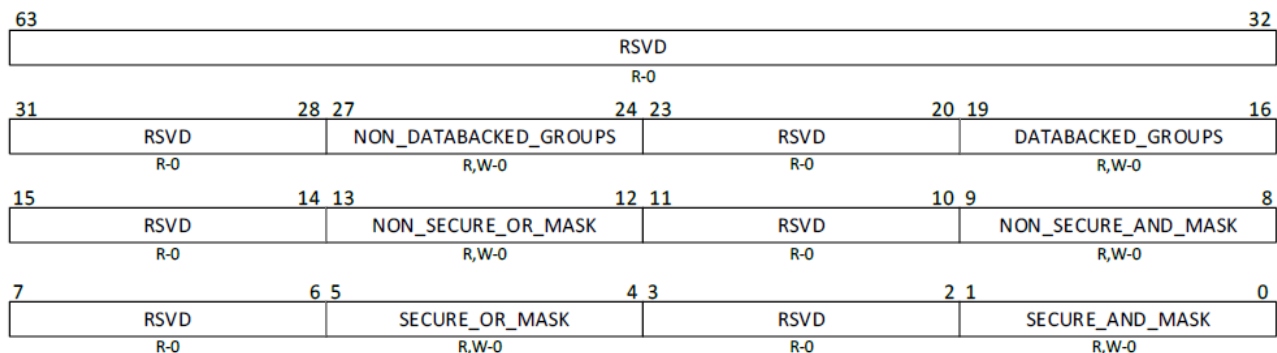 63 32
RSVD
R-0
31 28 27 24 23 20 19 16
RSVD NON_DATABACKED_GROUPS RSVD DATABACKED_GROUPS
R-0 R,W-0 R-0 R,W-0
15 14 13 12 11 10 9 8
RSVD NON_SECURE_OR_MASK RSVD NON_SECURE_AND_MASK
R-0 R,W-0 R-0 R,W-0
7 6 5 4 3 2 1 0
RSVD SECURE_OR_MASK RSVD SECURE_AND_MASK
R-0 R,W-0 R-0 R,W-0